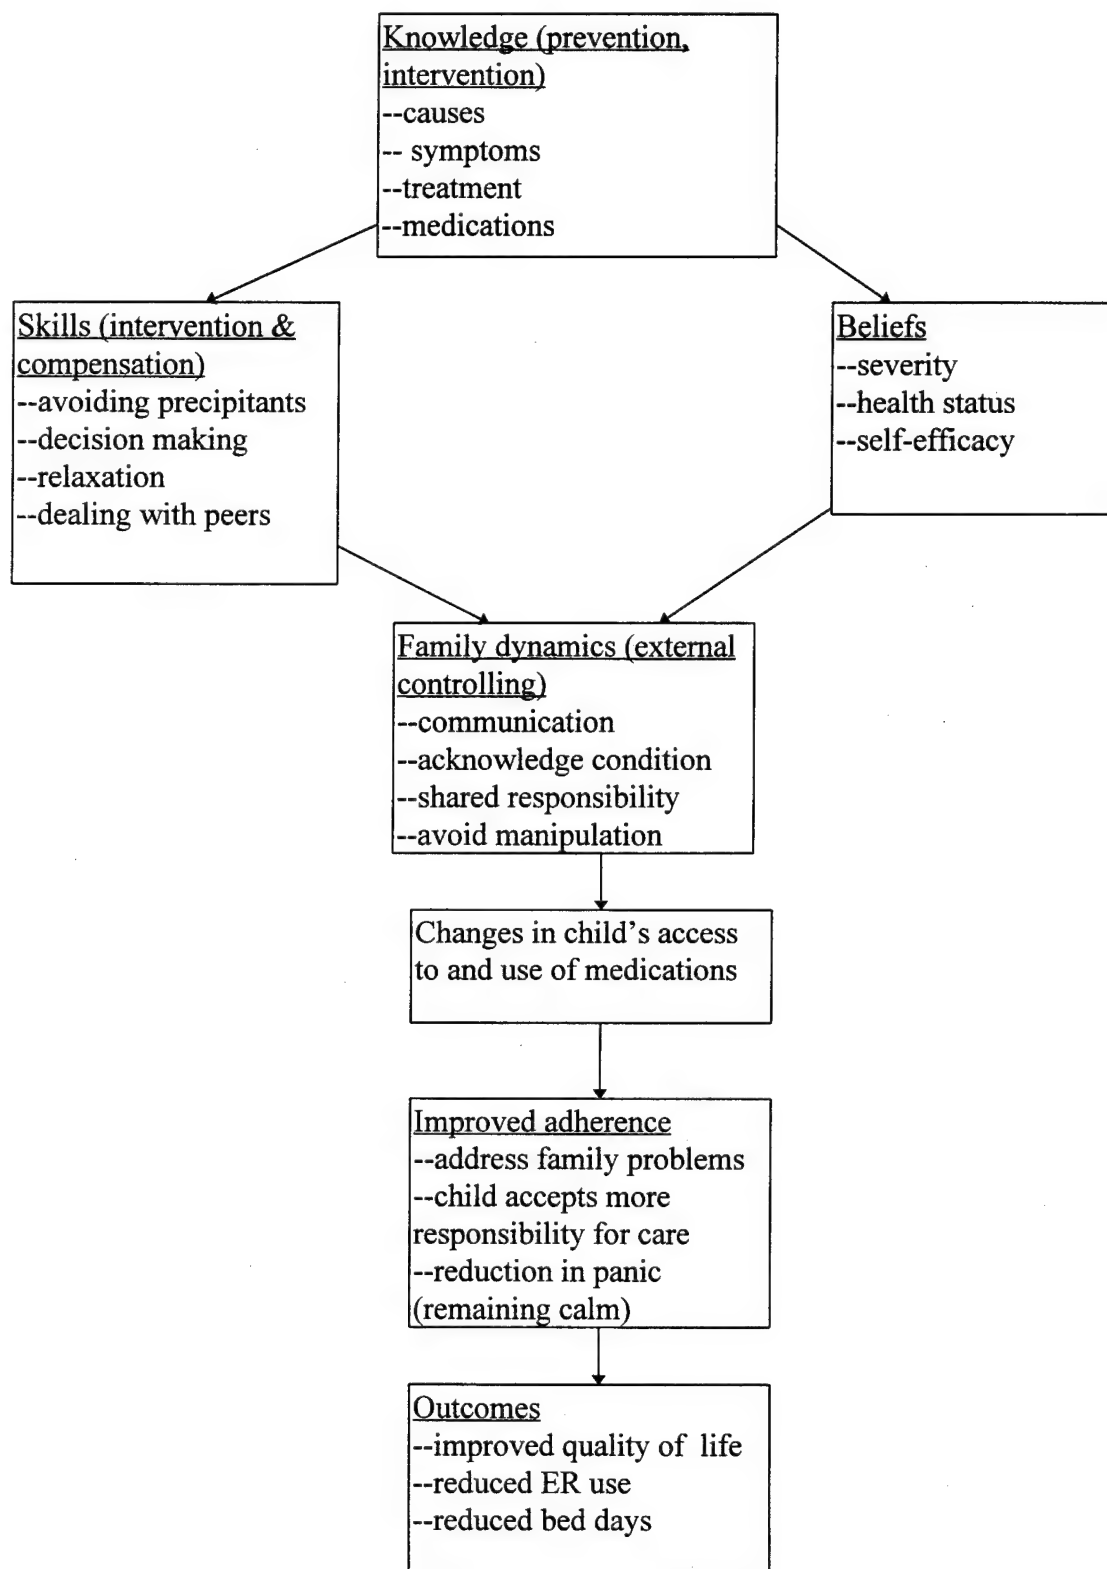 Knowledge (prevention,
intervention)
--causes
-- symptoms
--treatment
--medications
Skills (intervention &
compensation)
--avoiding precipitants
--decision making
--relaxation
--dealing with peers
Beliefs
--severity
--health status
--self-efficacy
Family dynamics (external
controlling)
--communication
--acknowledge condition
--shared responsibility
--avoid manipulation
Changes in child’s access
to and use of medications
Improved adherence
--address family problems
--child accepts more
responsibility for care
--reduction in panic
(remaining calm)
Outcomes
--improved quality of life
--reduced ER use
--reduced bed days